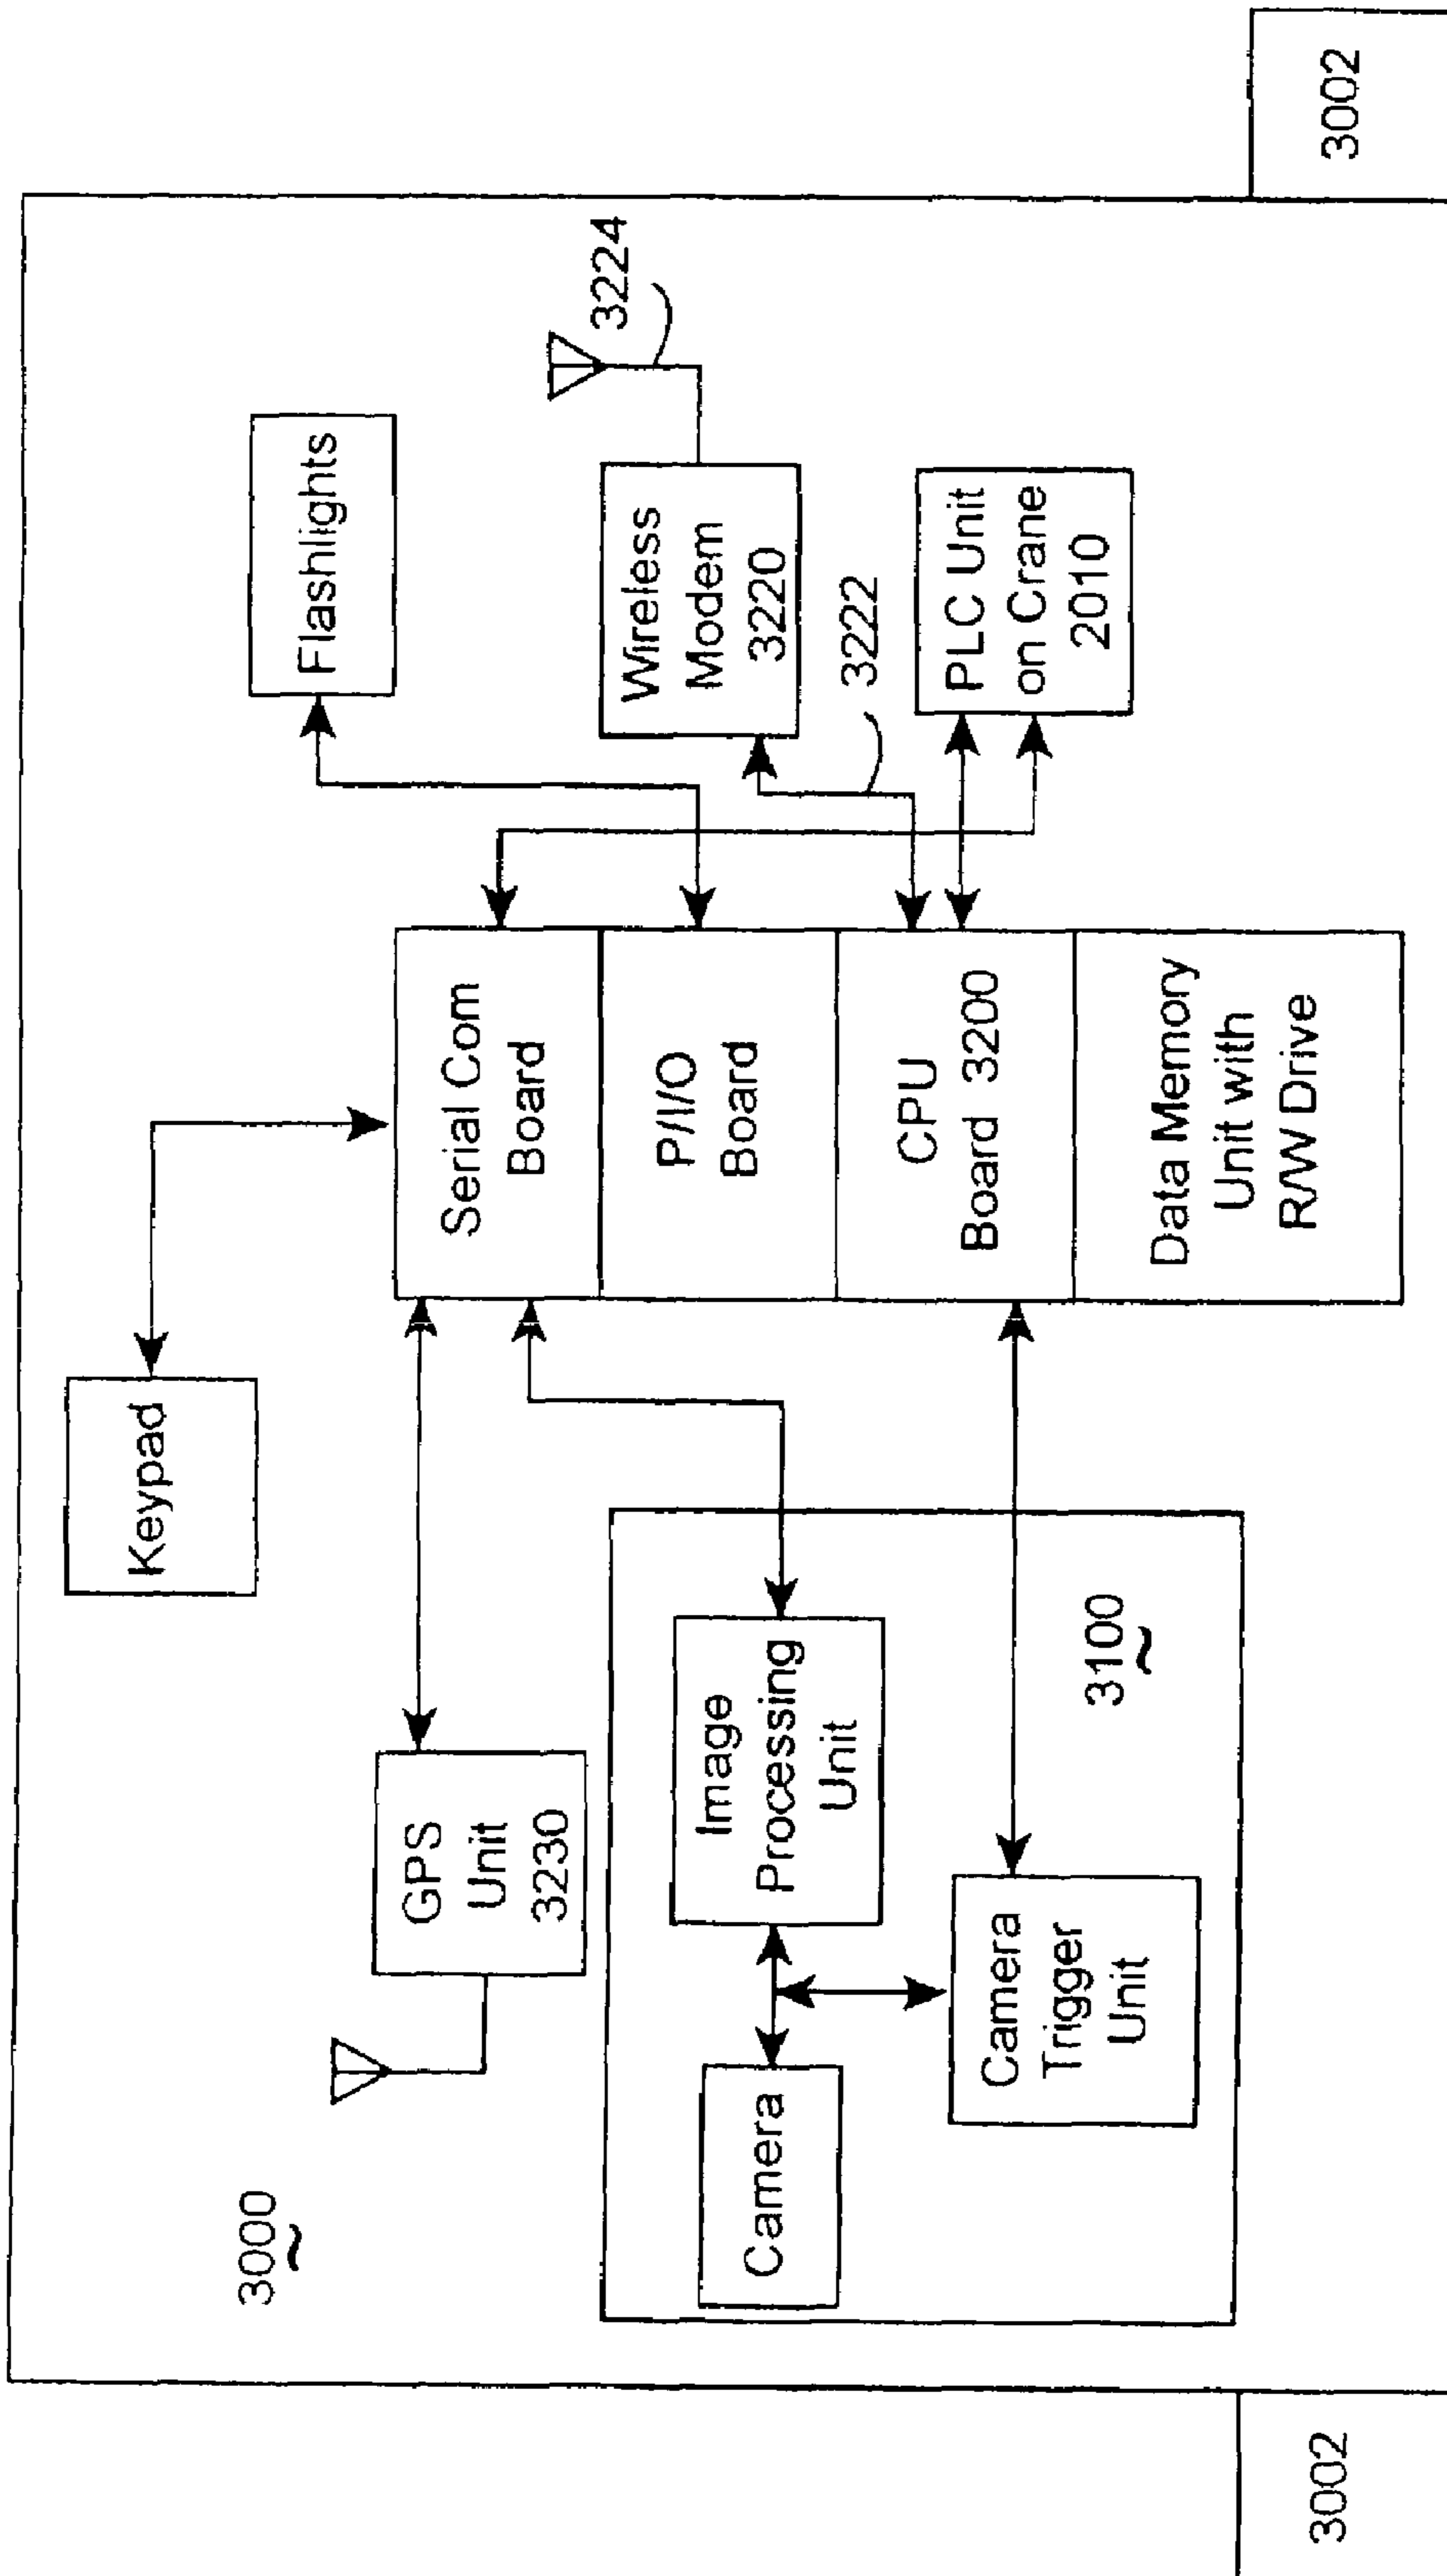 3000
Keypad
Flashlights
GPS
Unit
3230
Serial Com
Board
3224
Wireless
Modem
3220
P/I/O
Board
Image
Processing
Unit
3222
Camera
CPU
Board 3200
PLC Unit
on Crane
2010
Camera
Trigger
Unit
3100
Data Memory
Unit with
R/W Drive
3002
3002